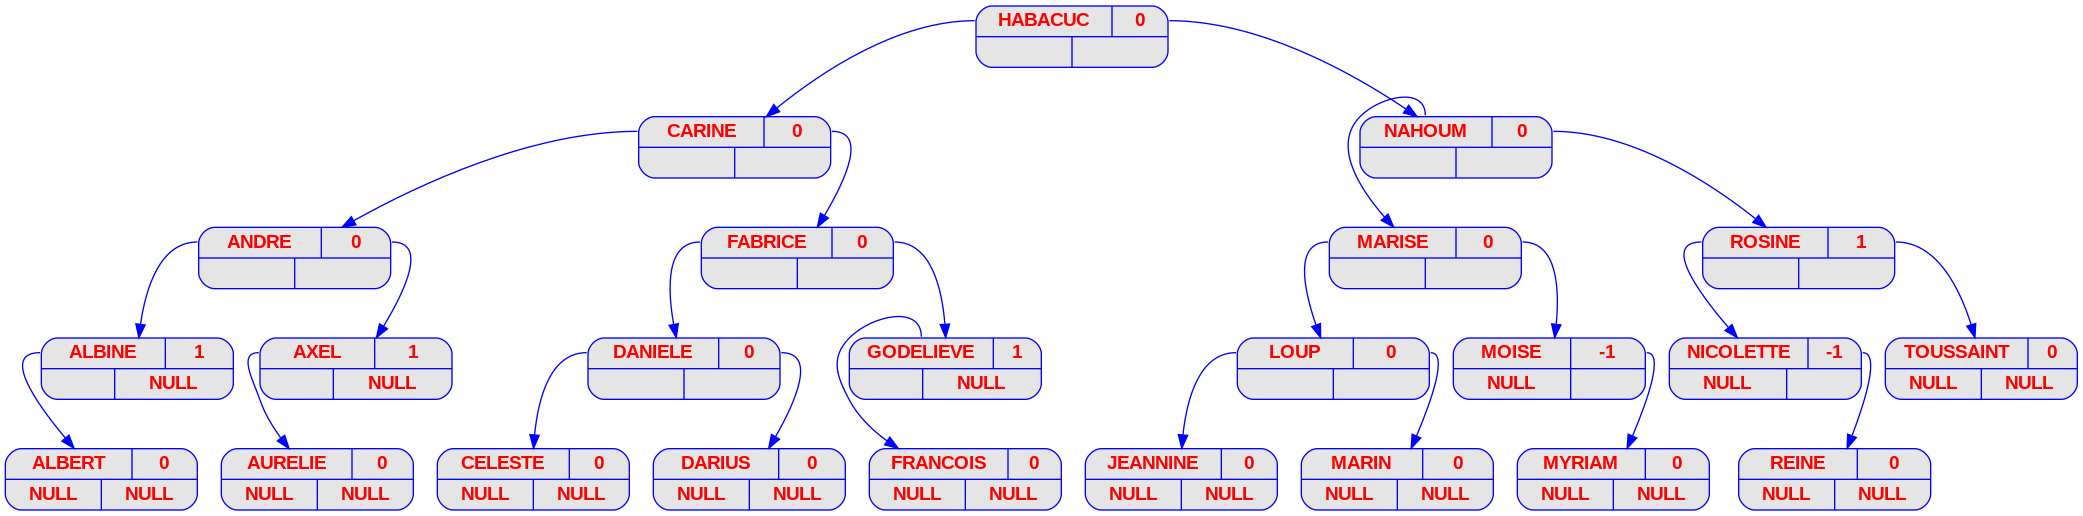 HABACUC 0
CARINE 0
NAHOUM 0
ANDRE 0
FABRICE 0
MARISE 0
ROSINE 1
ALBINE 1
NULL
AXEL 1
NULL
DANIELE 0
GODELIEVE 1
NULL
LOUP 0
MOISE -1
NULL
NICOLETTE -1
NULL
TOUSSAINT 0
NULL NULL
ALBERT 0
NULL NULL
AURELIE 0
NULL NULL
CELESTE 0
NULL NULL
DARIUS 0
NULL NULL
FRANCOIS 0
NULL NULL
JEANNINE 0
NULL NULL
MARIN 0
NULL NULL
MYRIAM 0
NULL NULL
REINE 0
NULL NULL